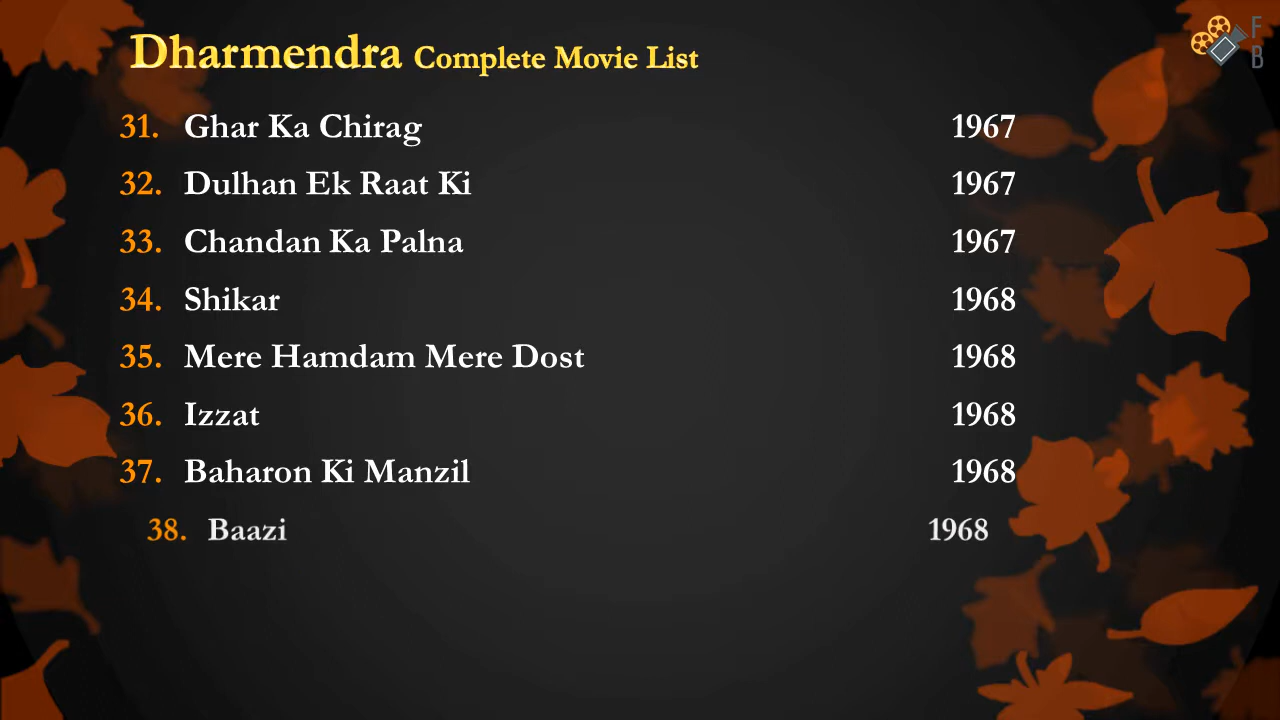 Dharmendra Complete Movie List
F
B
31. Ghar Ka Chirag 1967
32. Dulhan Ek Raat Ki 1967
33. Chandan Ka Palna 1967
34. Shikar 1968
35. Mere Hamdam Mere Dost 1968
36. Izzat 1968
37. Baharon Ki Manzil 1968
38. Baazi 1968